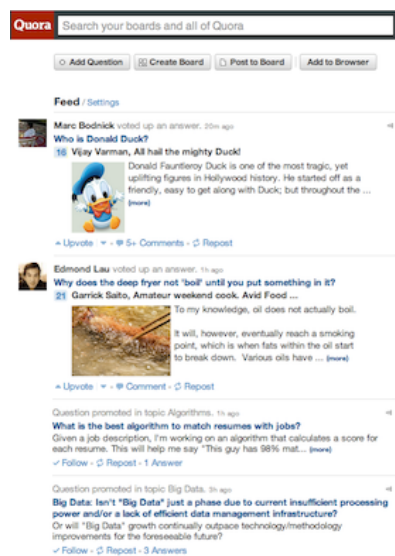 Quora Search your boards and all of Quora
Add Question Create Board Post to Board Add to Browser
Feed / Settings
Marc Bodnick voted up an answer. 20m ago
Who is Donald Duck?
16 Vijay Varman, All hail the mighty Duck!
Donald Fauntleroy Duck is one of the most tragic, yet
uplifting figures in Hollywood history. He started off as a
friendly, easy to get along with Duck; but throughout the ...
(more)
Upvote • 5+ Comments • Repost
Edmond Lau voted up an answer. 1h ago
Why does the deep fryer not 'boil' until you put something in it?
21 Garrick Saito, Amateur weekend cook. Avid Food ...
To my knowledge, oil does not actually boil.
It will, however, eventually reach a smoking
point, which is when fats within the oil start
to break down. Various oils have ... (more)
Upvote • Comment • Repost
Question promoted in topic Algorithms. 1h ago
What is the best algorithm to match resumes with jobs?
Given a job description, I'm working on an algorithm that calculates a score for
each resume. This will help me say "This guy has 98% mat... (more)
Follow • Repost • 1 Answer
Question promoted in topic Big Data. 3h ago
Big Data: Isn't "Big Data" just a phase due to current insufficient processing
power and/or a lack of efficient data management infrastructure?
Or will "Big Data" growth continually outpace technology/methodology
improvements for the foreseeable future?
Follow • Repost • 3 Answers